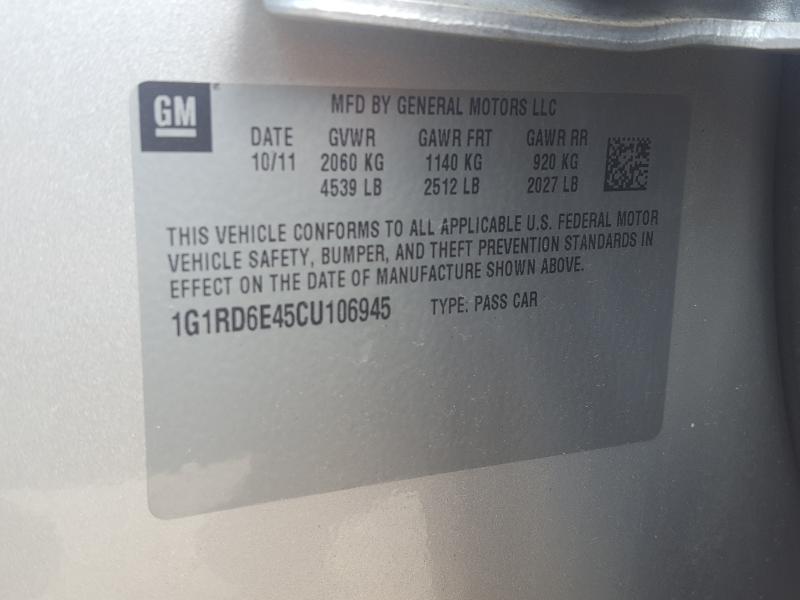 GM
MFD BY GENERAL MOTORS LLC
DATE GVWR GAWR FRT GAWR RR
10/11 2060 KG 1140 KG 920 KG
4539 LB 2512 LB 2027 LB
THIS VEHICLE CONFORMS TO ALL APPLICABLE U.S. FEDERAL MOTOR
VEHICLE SAFETY, BUMPER, AND THEFT PREVENTION STANDARDS IN
EFFECT ON THE DATE OF MANUFACTURE SHOWN ABOVE.
1G1RD6E45CU106945 TYPE: PASS CAR